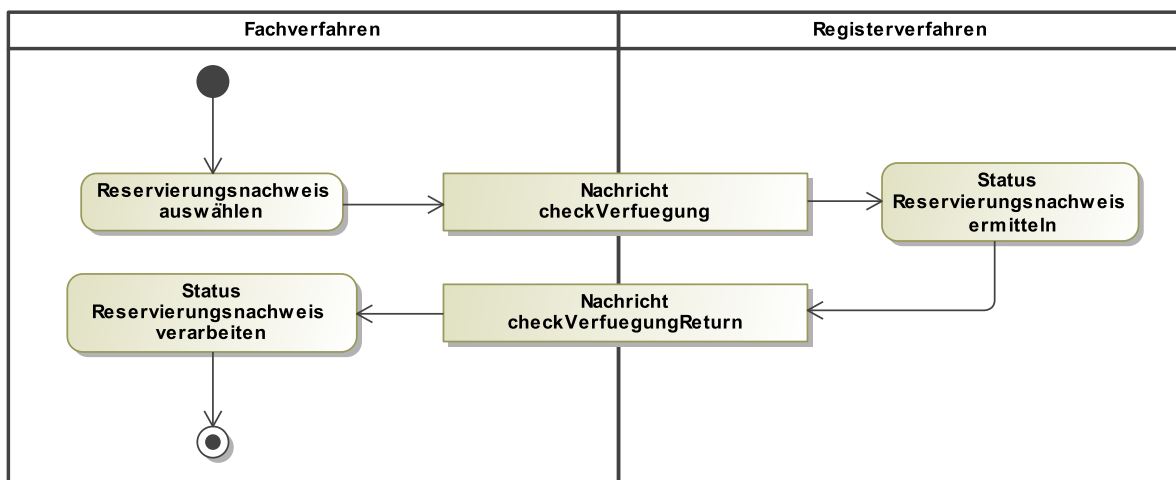 Fachverfahren
Registerverfahren
Reservierungsnachweis
auswählen
Nachricht
checkVerfuegung
Status
Reservierungsnachweis
ermitteln
Status
Reservierungsnachweis
verarbeiten
Nachricht
checkVerfuegungReturn